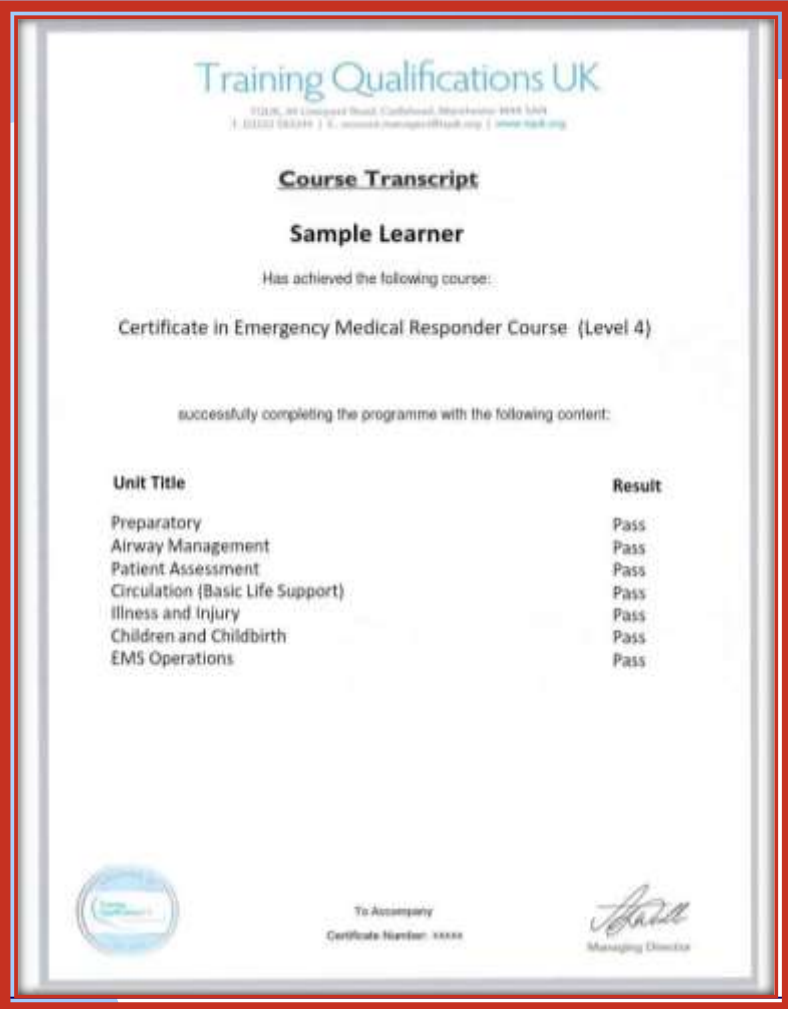 Training Qualifications UK
Course Transcript
Sample Learner
Has achieved the following course:
Certificate in Emergency Medical Responder Course (Level 4)
successfully completing the programme with the following content:
Unit Title Result
Preparatory Pass
Airway Management Pass
Patient Assessment Pass
Circulation (Basic Life Support) Pass
Illness and Injury Pass
Children and Childbirth Pass
EMS Operations Pass
To Accompany
Certificate Number: xxxxx
Managing Director